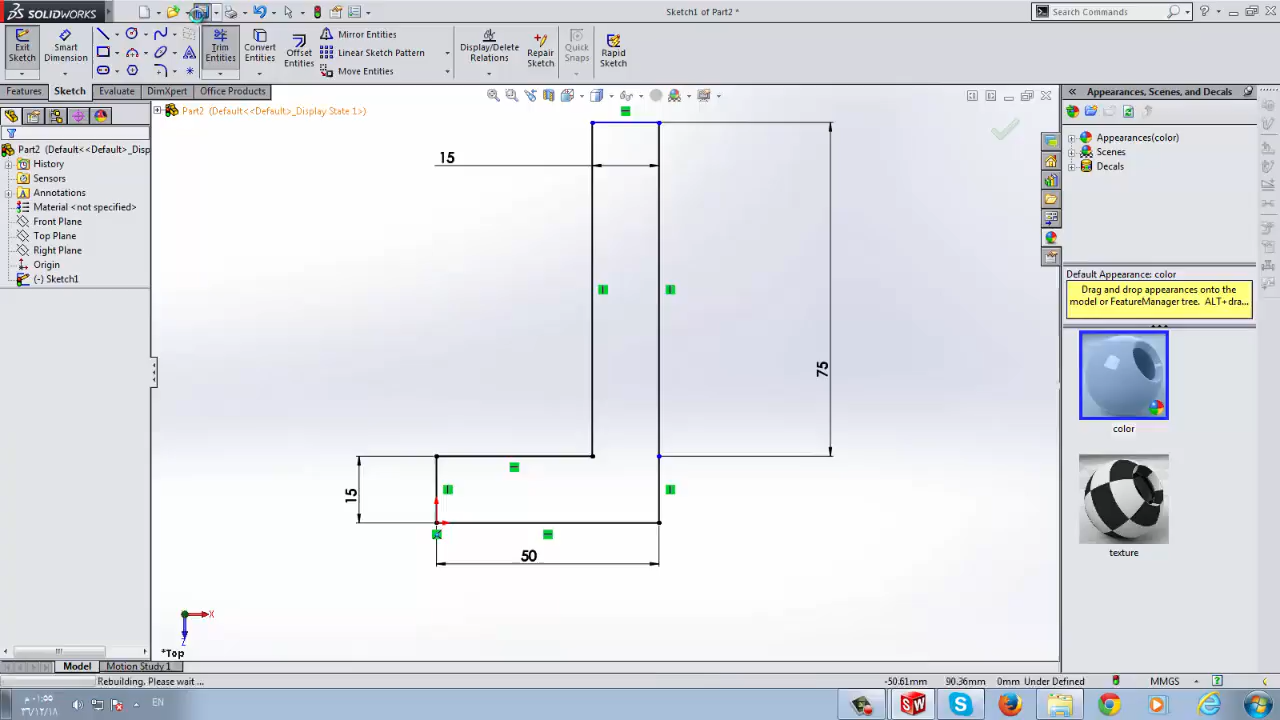 SOLIDWORKS
Sketch1 of Part2 *
Search Commands
Exit Sketch
Smart Dimension
Trim Entities
Convert Entities
Offset Entities
Mirror Entities
Linear Sketch Pattern
Move Entities
Display/Delete Relations
Repair Sketch
Quick Snaps
Rapid Sketch
Features
Sketch
Evaluate
DimXpert
Office Products
Part2 (Default<<Default>_Display State 1>)
Appearances, Scenes, and Decals
Part2 (Default<<Default>_Disp
History
Sensors
Annotations
Material <not specified>
Front Plane
Top Plane
Right Plane
Origin
(-) Sketch1
15
75
15
50
X
Z
*Top
Appearances(color)
Scenes
Decals
Default Appearance: color
Drag and drop appearances onto the
model or FeatureManager tree. ALT+dra...
color
texture
Model
Motion Study 1
Rebuilding. Please wait ...
-50.61mm
90.36mm
0mm
Under Defined
MMGS
٠١:٥٥ م
٣٦/١٢/١٨
EN